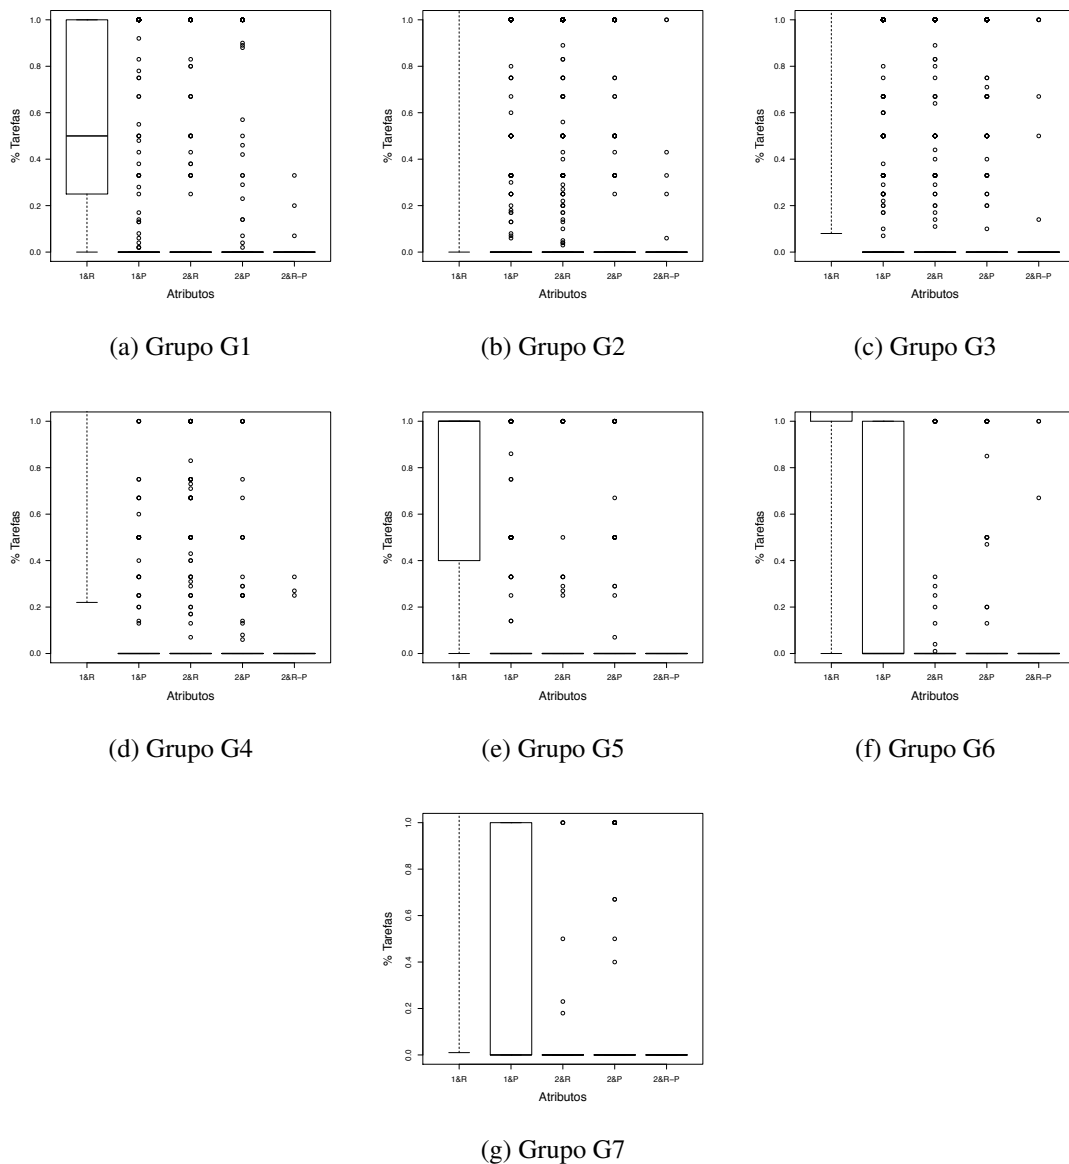 1.0
0.8
0.6
0.4
0.2
0.0
% Tarefas
1&R 1&P 2&R 2&P 2&R−P
Atributos
(a) Grupo G1
1.0
0.8
0.6
0.4
0.2
0.0
% Tarefas
1&R 1&P 2&R 2&P 2&R−P
Atributos
(b) Grupo G2
1.0
0.8
0.6
0.4
0.2
0.0
% Tarefas
1&R 1&P 2&R 2&P 2&R−P
Atributos
(c) Grupo G3
1.0
0.8
0.6
0.4
0.2
0.0
% Tarefas
1&R 1&P 2&R 2&P 2&R−P
Atributos
(d) Grupo G4
1.0
0.8
0.6
0.4
0.2
0.0
% Tarefas
1&R 1&P 2&R 2&P 2&R−P
Atributos
(e) Grupo G5
1.0
0.8
0.6
0.4
0.2
0.0
% Tarefas
1&R 1&P 2&R 2&P 2&R−P
Atributos
(f) Grupo G6
1.0
0.8
0.6
0.4
0.2
0.0
% Tarefas
1&R 1&P 2&R 2&P 2&R−P
Atributos
(g) Grupo G7